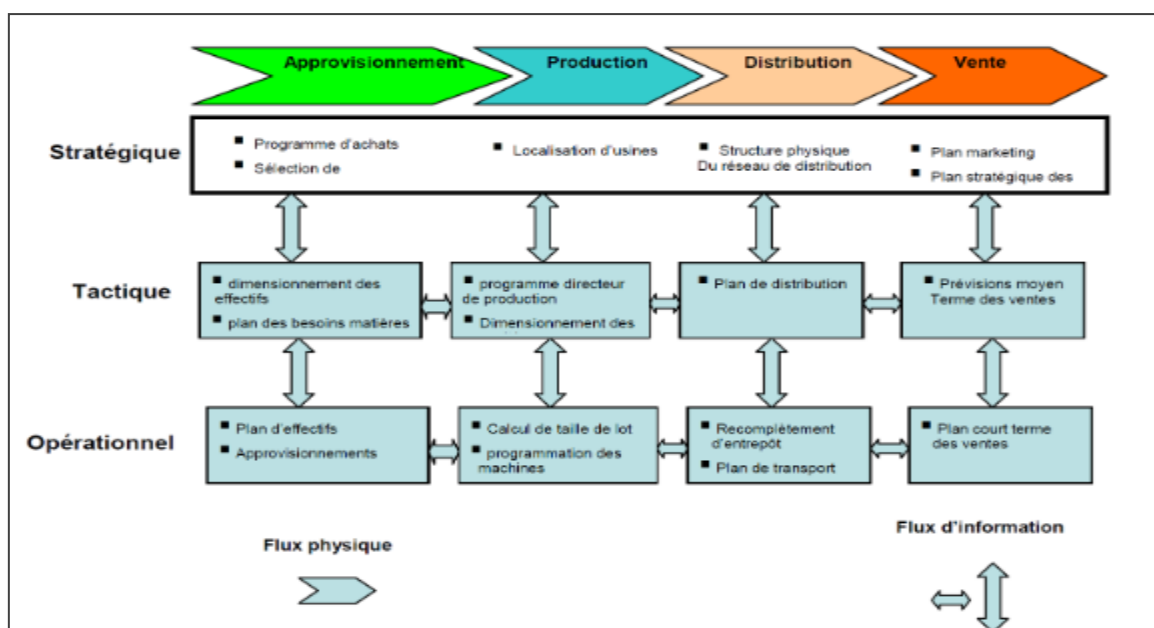 Approvisionnement
Production
Distribution
Vente
Stratégique
▪ Programme d'achats
▪ Sélection de
▪ Localisation d'usines
▪ Structure physique
Du réseau de distribution
▪ Plan marketing
▪ Plan stratégique des
Tactique
▪ dimensionnement des
effectifs
▪ plan des besoins matières
▪ programme directeur
de production
▪ Dimensionnement des
▪ Plan de distribution
▪ Prévisions moyen
Terme des ventes
Opérationnel
▪ Plan d'effectifs
▪ Approvisionnements
▪ Calcul de taille de lot
▪ programmation des
machines
▪ Recomplètement
d'entrepôt
▪ Plan de transport
▪ Plan court terme
des ventes
Flux physique
Flux d'information